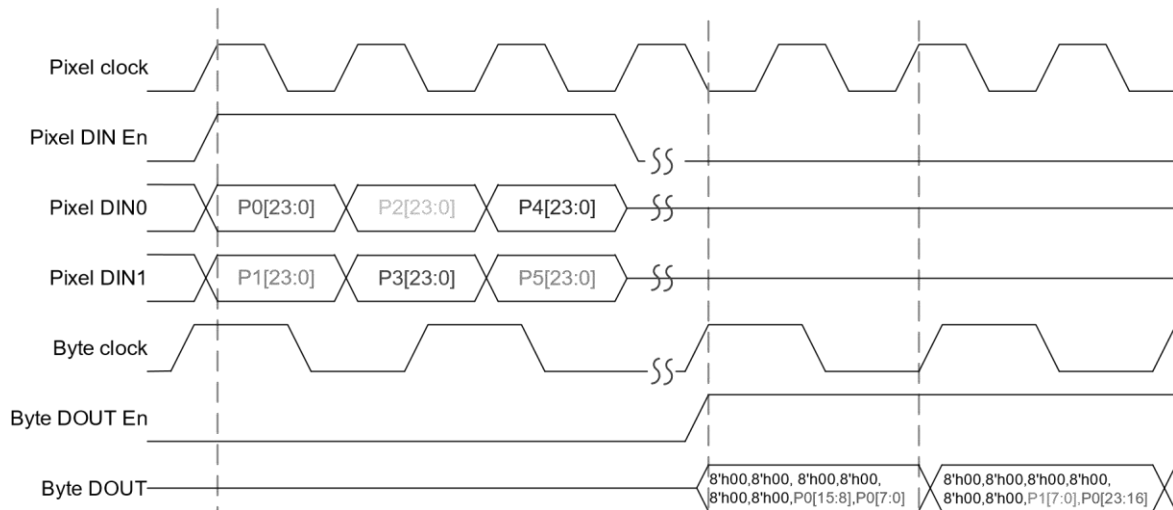 Pixel clock
Pixel DIN En
Pixel DIN0
P0[23:0]
P2[23:0]
P4[23:0]
Pixel DIN1
P1[23:0]
P3[23:0]
P5[23:0]
Byte clock
Byte DOUT En
Byte DOUT
8'h00,8'h00, 8'h00,8'h00,
8'h00,8'h00,P0[15:8],P0[7:0]
8'h00,8'h00,8'h00,8'h00,
8'h00,8'h00,P1[7:0],P0[23:16]